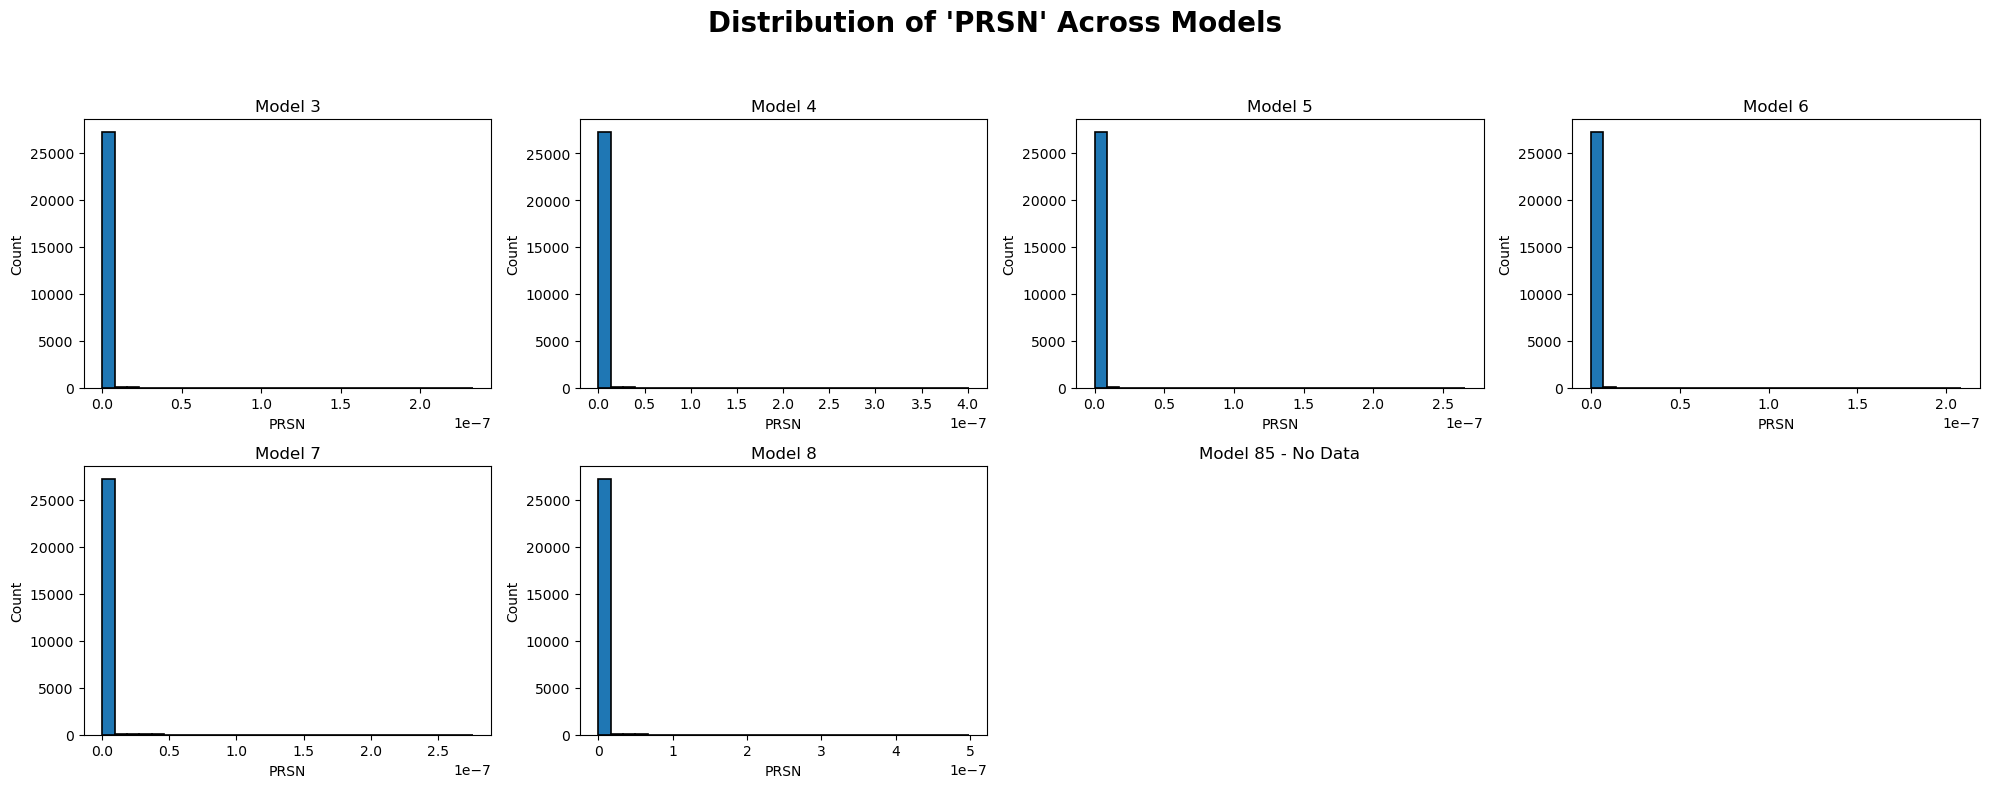 Distribution of 'PRSN' Across Models
Model 3
Count
25000
20000
15000
10000
5000
0
0.0 0.5 1.0 1.5 2.0
PRSN
1e−7
Model 4
Count
25000
20000
15000
10000
5000
0
0.0 0.5 1.0 1.5 2.0 2.5 3.0 3.5 4.0
PRSN
1e−7
Model 5
Count
25000
20000
15000
10000
5000
0
0.0 0.5 1.0 1.5 2.0 2.5
PRSN
1e−7
Model 6
Count
25000
20000
15000
10000
5000
0
0.0 0.5 1.0 1.5 2.0
PRSN
1e−7
Model 7
Count
25000
20000
15000
10000
5000
0
0.0 0.5 1.0 1.5 2.0 2.5
PRSN
1e−7
Model 8
Count
25000
20000
15000
10000
5000
0
0 1 2 3 4 5
PRSN
1e−7
Model 85 - No Data